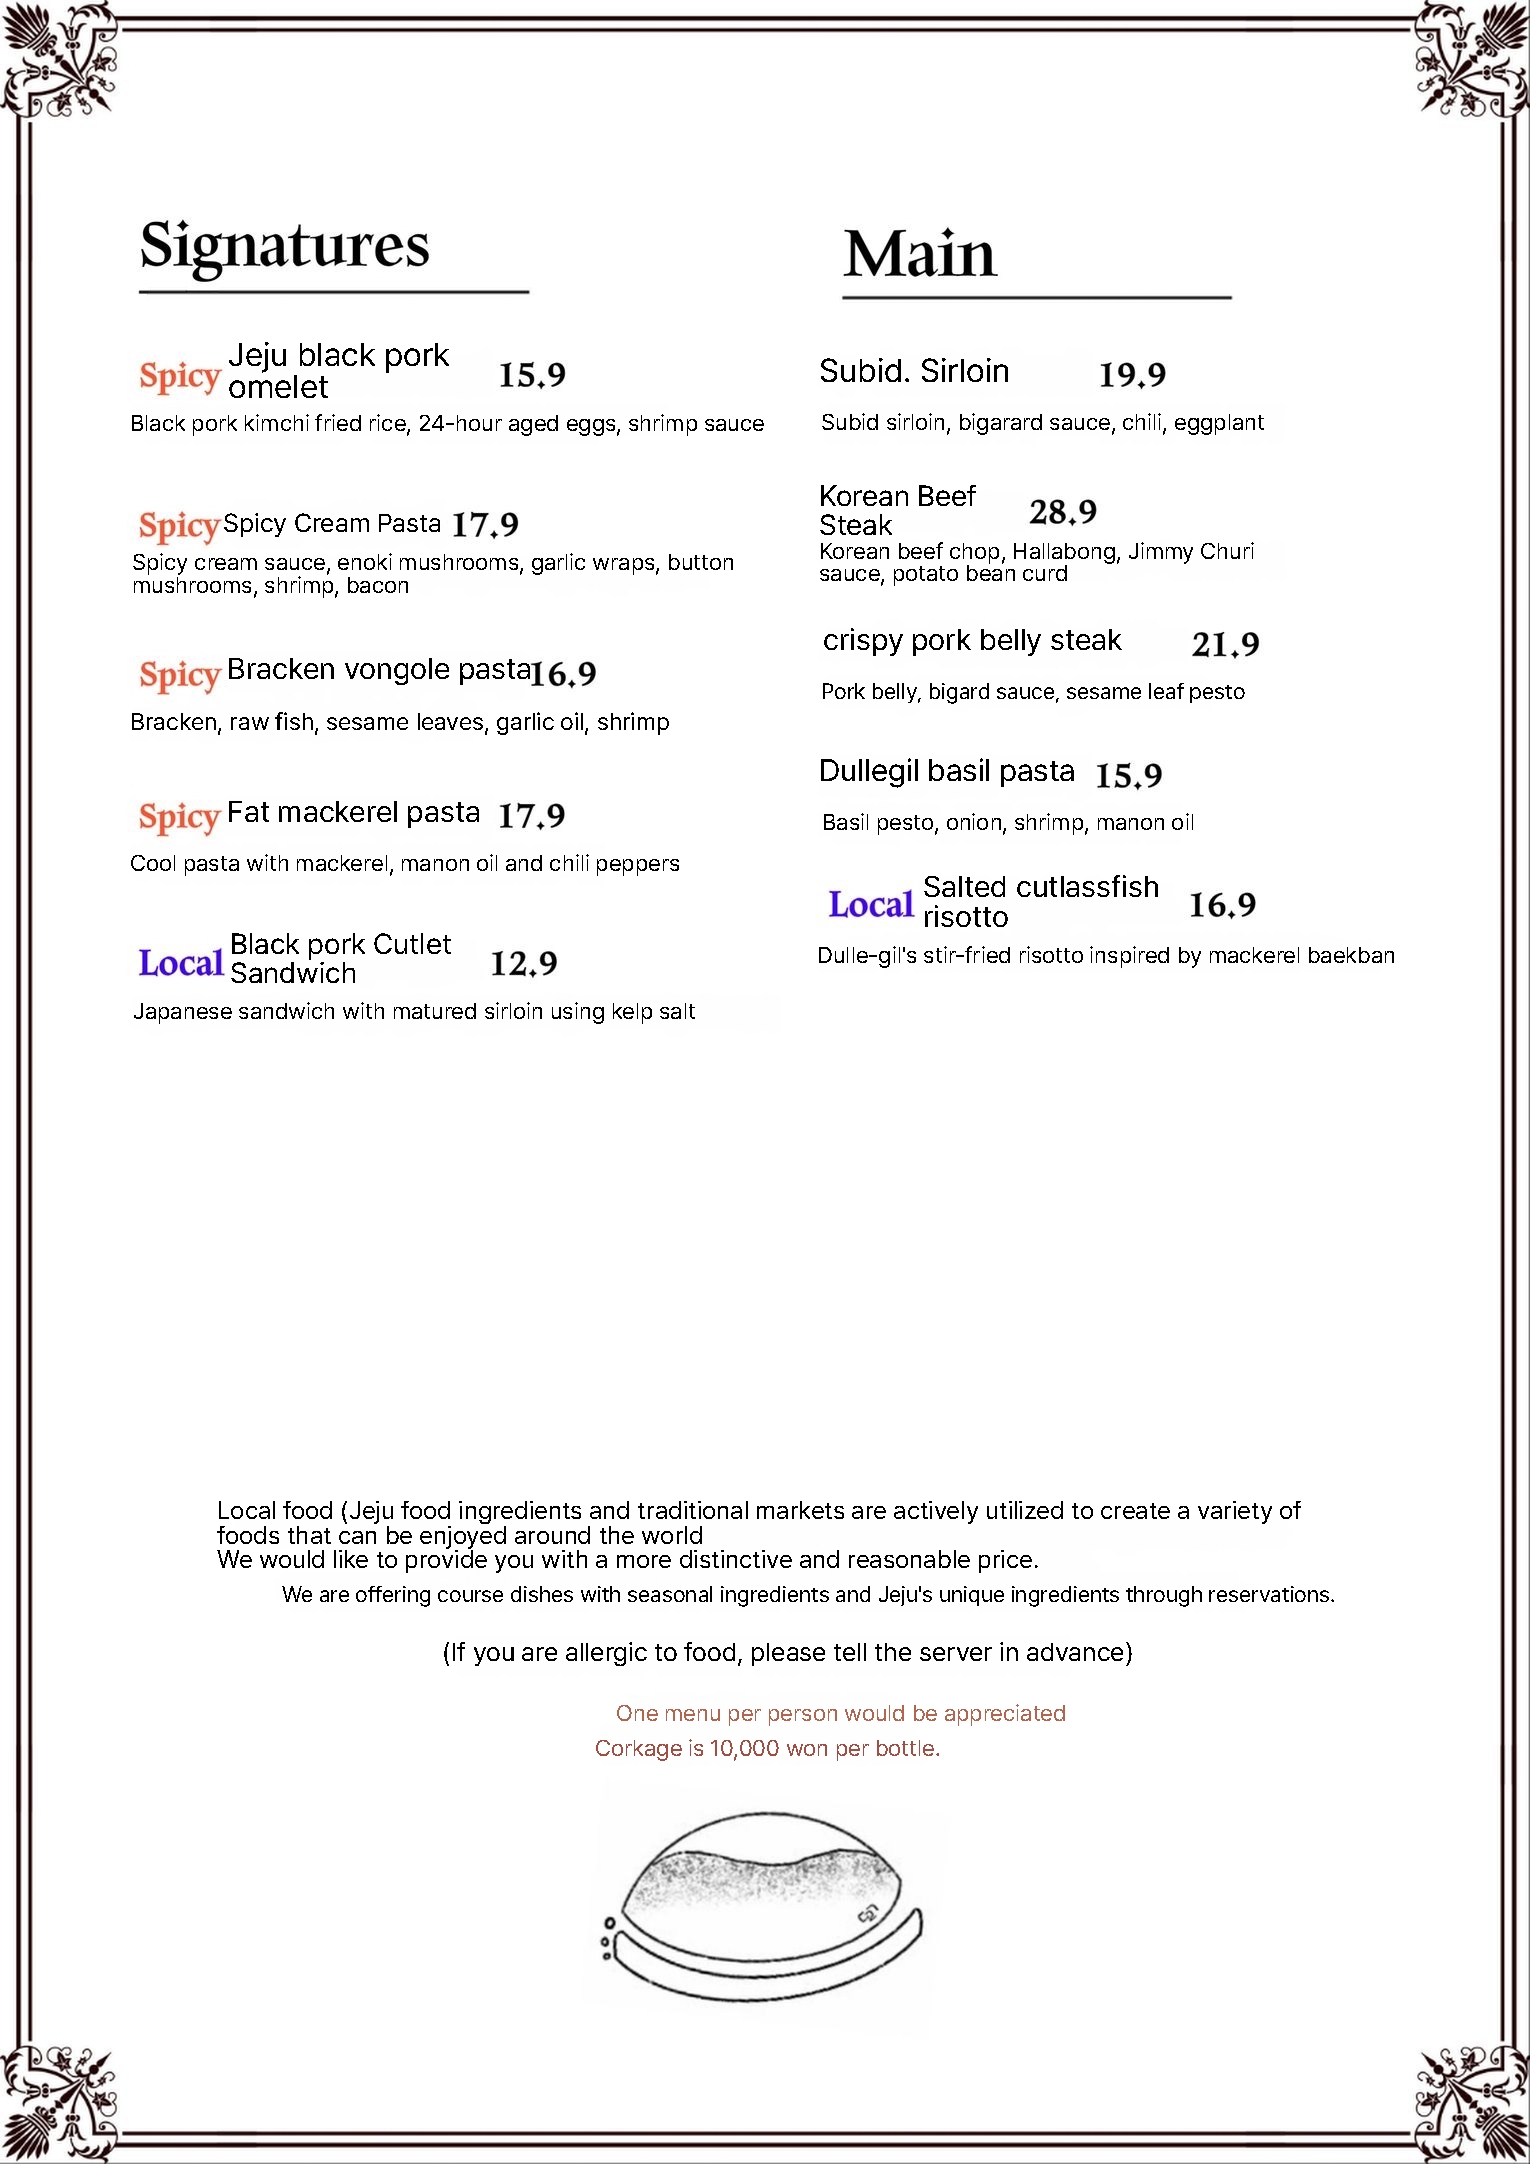 Signatures
Spicy Jeju black pork
omelet 15.9
Black pork kimchi fried rice, 24-hour aged eggs, shrimp sauce
Spicy Spicy Cream Pasta 17.9
Spicy cream sauce, enoki mushrooms, garlic wraps, button
mushrooms, shrimp, bacon
Spicy Bracken vongole pasta 16.9
Bracken, raw fish, sesame leaves, garlic oil, shrimp
Spicy Fat mackerel pasta 17.9
Cool pasta with mackerel, manon oil and chili peppers
Local Black pork Cutlet
Sandwich 12.9
Japanese sandwich with matured sirloin using kelp salt
Main
Subid. Sirloin 19.9
Subid sirloin, bigarard sauce, chili, eggplant
Korean Beef
Steak 28.9
Korean beef chop, Hallabong, Jimmy Churi
sauce, potato bean curd
crispy pork belly steak 21.9
Pork belly, bigard sauce, sesame leaf pesto
Dullegil basil pasta 15.9
Basil pesto, onion, shrimp, manon oil
Local Salted cutlassfish
risotto 16.9
Dulle-gil's stir-fried risotto inspired by mackerel baekban
Local food (Jeju food ingredients and traditional markets are actively utilized to create a variety of
foods that can be enjoyed around the world
We would like to provide you with a more distinctive and reasonable price.
We are offering course dishes with seasonal ingredients and Jeju's unique ingredients through reservations.
(If you are allergic to food, please tell the server in advance)
One menu per person would be appreciated
Corkage is 10,000 won per bottle.